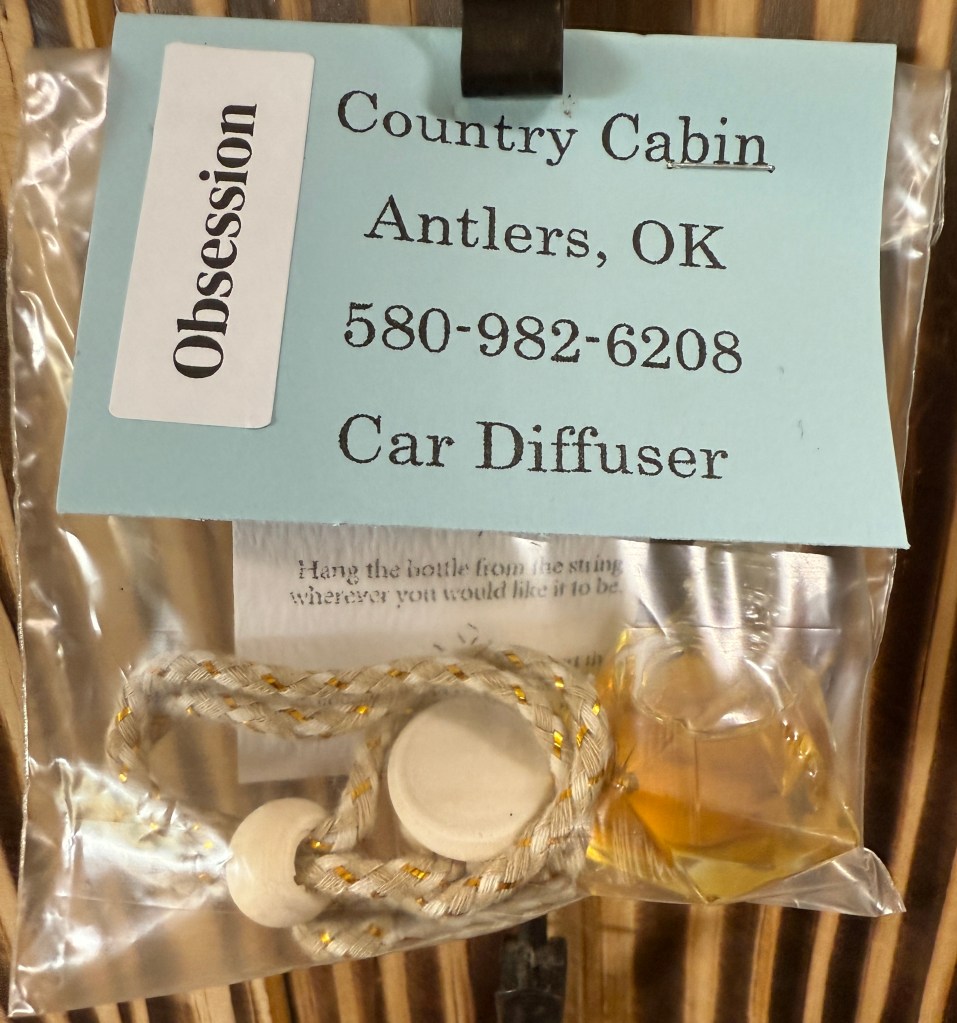 Obsession
Country Cabin
Antlers, OK
580-982-6208
Car Diffuser
Hang the bottle from the string
wherever you would like it to be.